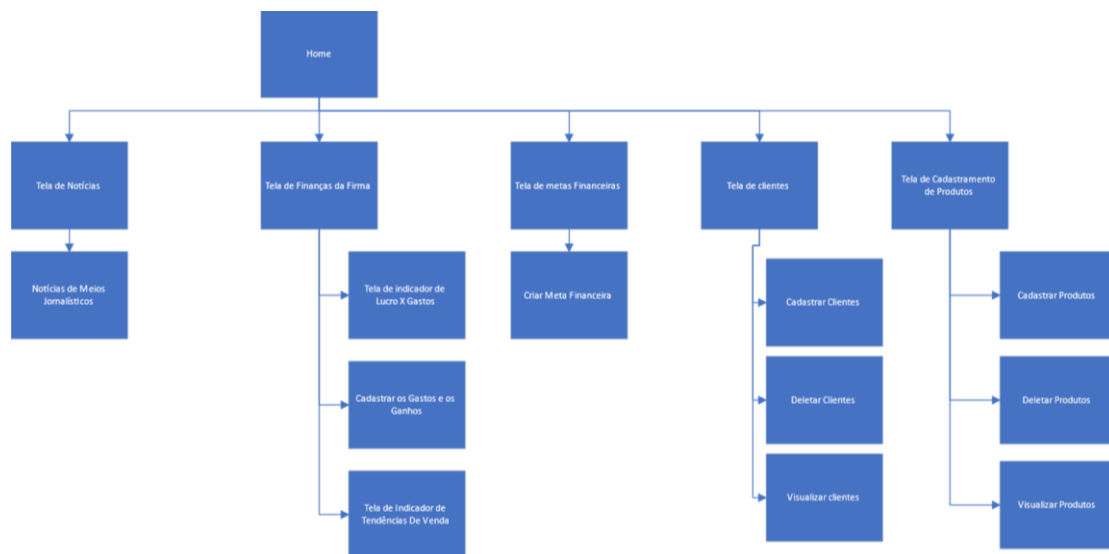 Home
Tela de Notícias
Tela de Finanças da Firma
Tela de metas Financeiras
Tela de clientes
Tela de Cadastramento
de Produtos
Notícias de Meios
Jornalísticos
Tela de indicador de
Lucro X Gastos
Criar Meta Financeira
Cadastrar Clientes
Cadastrar Produtos
Cadastrar os Gastos e os
Ganhos
Deletar Clientes
Deletar Produtos
Tela de Indicador de
Tendências De Venda
Visualizar clientes
Visualizar Produtos